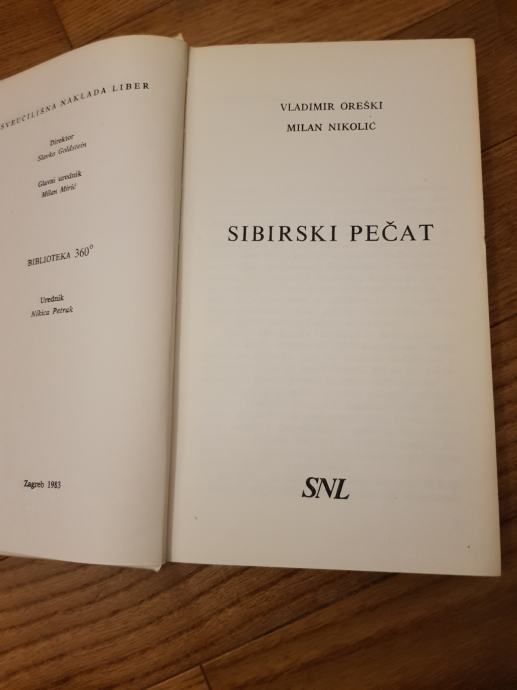 SVEUČILIŠNA NAKLADA LIBER
Direktor
Slavko Goldstein
Glavni urednik
Milan Mirić
BIBLIOTEKA 360°
Urednik
Nikica Petrak
Zagreb 1983
VLADIMIR OREŠKI
MILAN NIKOLIĆ
SIBIRSKI PEČAT
SNL